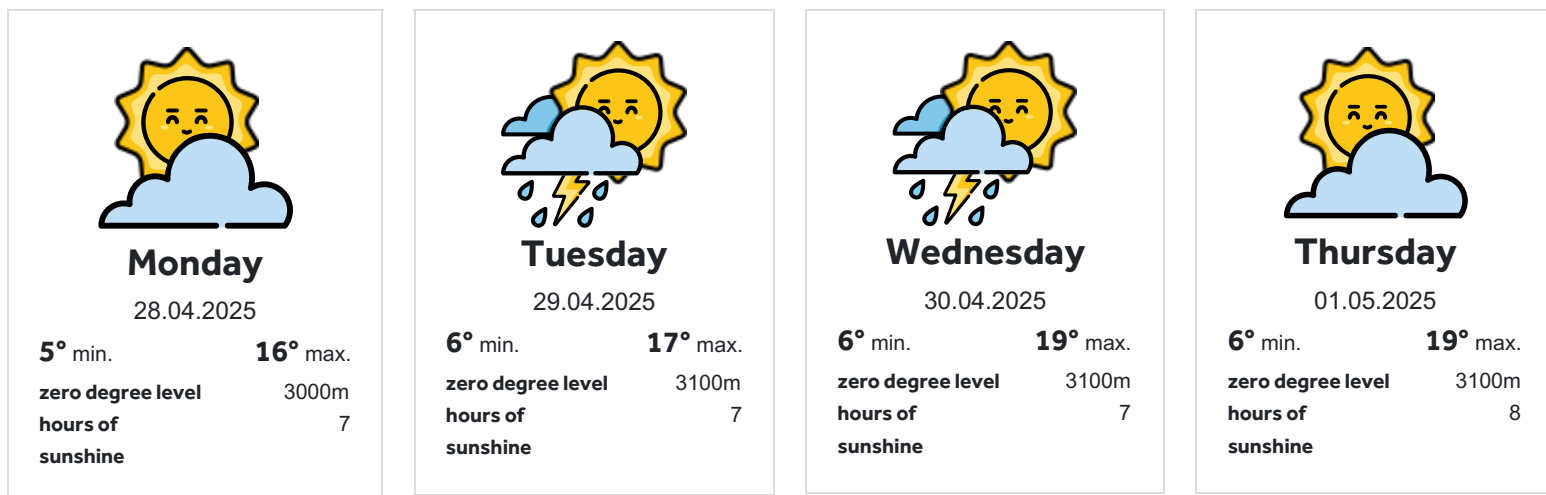 Monday
28.04.2025
5° min. 16° max.
zero degree level 3000m
hours of 7
sunshine
Tuesday
29.04.2025
6° min. 17° max.
zero degree level 3100m
hours of 7
sunshine
Wednesday
30.04.2025
6° min. 19° max.
zero degree level 3100m
hours of 7
sunshine
Thursday
01.05.2025
6° min. 19° max.
zero degree level 3100m
hours of 8
sunshine